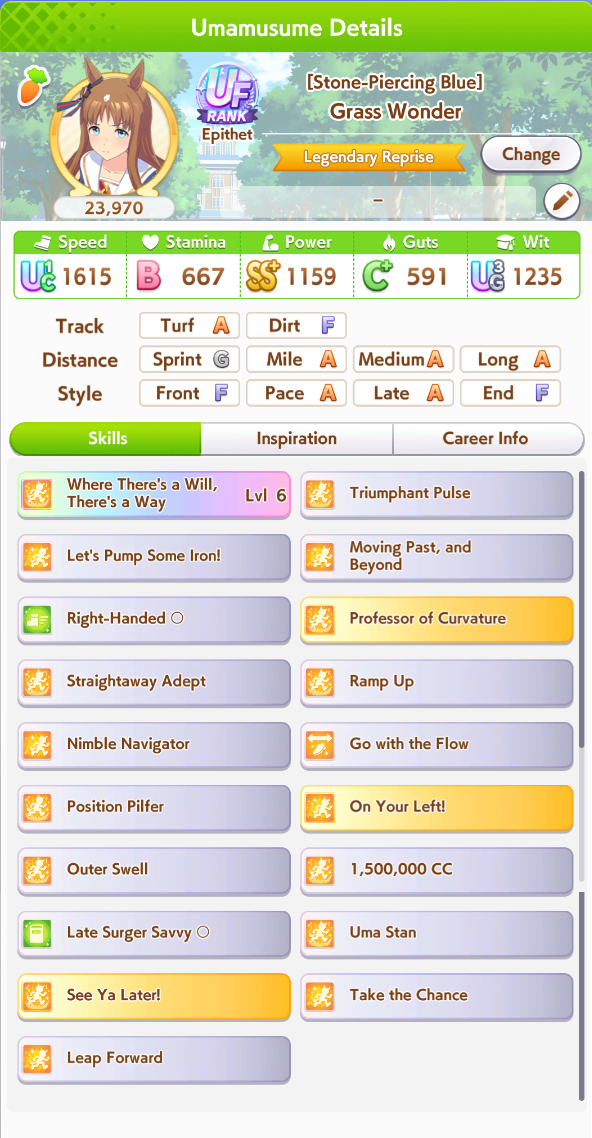 Umamusume Details
UF
RANK
Epithet
[Stone-Piercing Blue]
Grass Wonder
Legendary Reprise
Change
23,970
–
Speed
Stamina
Power
Guts
Wit
UC1 1615
B 667
SS+ 1159
C+ 591
UG3 1235
Track
Turf A
Dirt F
Distance
Sprint G
Mile A
Medium A
Long A
Style
Front F
Pace A
Late A
End F
Skills
Inspiration
Career Info
Where There's a Will,
There's a Way
Lvl 6
Triumphant Pulse
Let's Pump Some Iron!
Moving Past, and
Beyond
Right-Handed ○
Professor of Curvature
Straightaway Adept
Ramp Up
Nimble Navigator
Go with the Flow
Position Pilfer
On Your Left!
Outer Swell
1,500,000 CC
Late Surger Savvy ○
Uma Stan
See Ya Later!
Take the Chance
Leap Forward